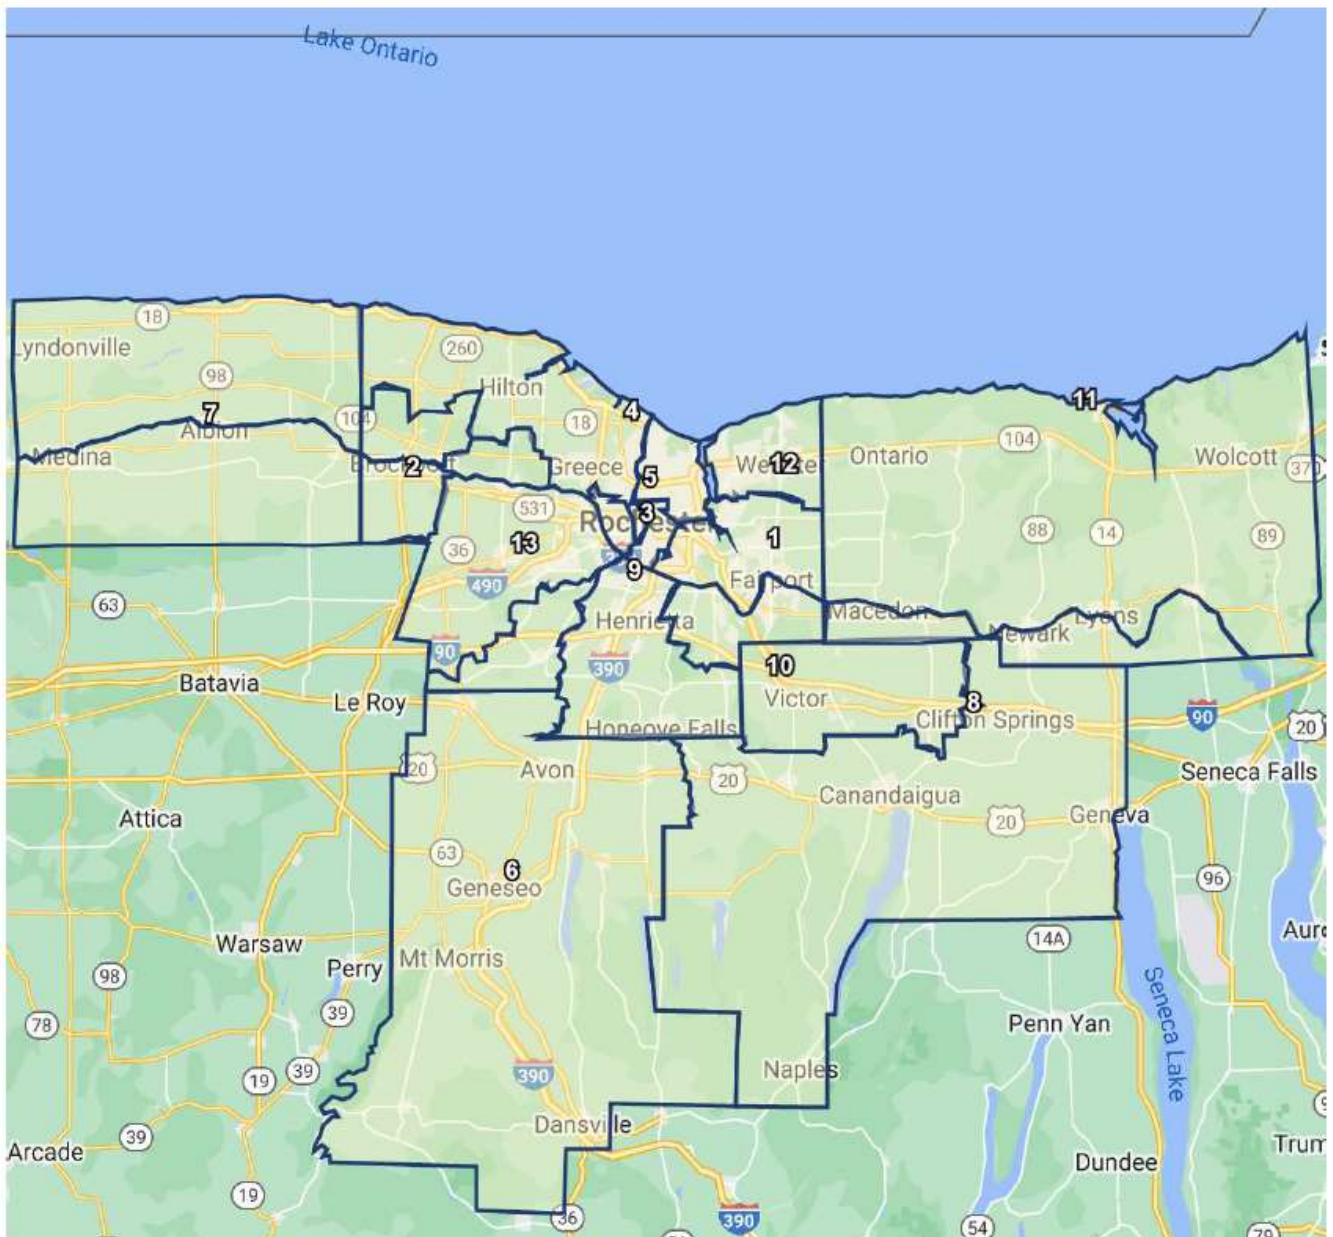 Lake Ontario
18
Lyndonville
260
98
Hilton
7
104
Albion
4
18
11
Medina
Brockport
2
Greece
5
Webster
12
Ontario
104
Wolcott
370
531
3
Rochester
36
13
1
88
14
89
490
9
Fairport
63
Henrietta
Macedon
Newark
Lyons
90
390
10
Batavia
Le Roy
Victor
8
Clifton Springs
90
20
Honeoye Falls
20
Avon
20
Seneca Falls
Canandaigua
20
Geneva
Attica
63
6
Geneseo
96
Warsaw
14A
Mt Morris
Perry
98
39
78
Seneca Lake
Penn Yan
39
19
390
Naples
39
Dansville
Arcade
Dundee
19
36
390
54